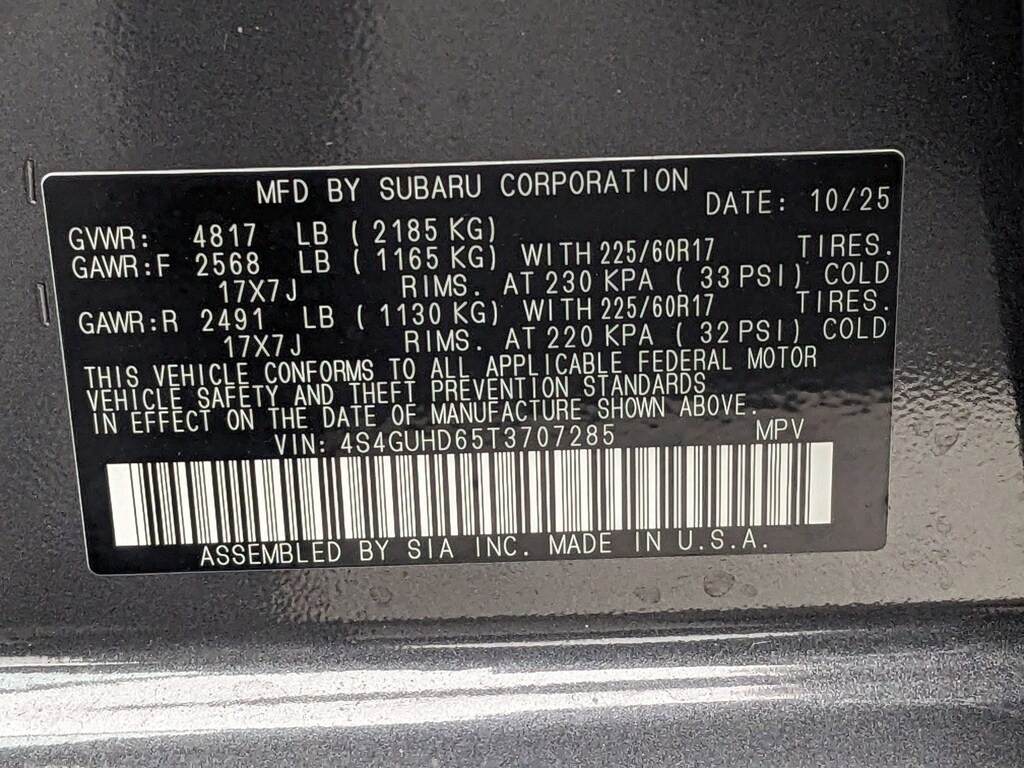 MFD BY SUBARU CORPORATION DATE: 10/25
GVWR: 4817 LB ( 2185 KG)
GAWR:F 2568 LB ( 1165 KG) WITH 225/60R17 TIRES.
17X7J RIMS. AT 230 KPA ( 33 PSI) COLD
GAWR:R 2491 LB ( 1130 KG) WITH 225/60R17 TIRES.
17X7J RIMS. AT 220 KPA ( 32 PSI) COLD
THIS VEHICLE CONFORMS TO ALL APPLICABLE FEDERAL MOTOR
VEHICLE SAFETY AND THEFT PREVENTION STANDARDS
IN EFFECT ON THE DATE OF MANUFACTURE SHOWN ABOVE.
VIN: 4S4GUHD65T3707285 MPV
ASSEMBLED BY SIA INC. MADE IN U.S.A.